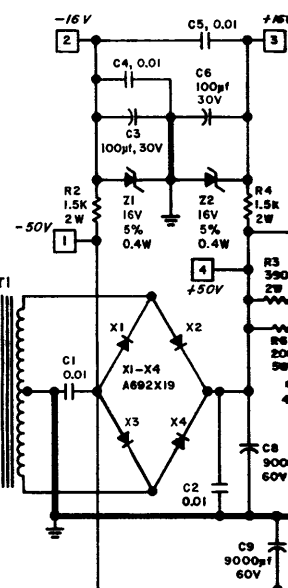 -16V
C5, 0.01
2
3
C4, 0.01
C6
100µf
30V
C3
100µf, 30V
R2
1.5K
2W
Z1
16V
5%
0.4W
Z2
16V
5%
0.4W
R4
1.5K
2W
-50V
1
4
+50V
R3
2W
T1
X1
X2
C1
0.01
X1-X4
A692X19
X3
X4
C2
0.01
C8
60V
C9
9000µf
60V